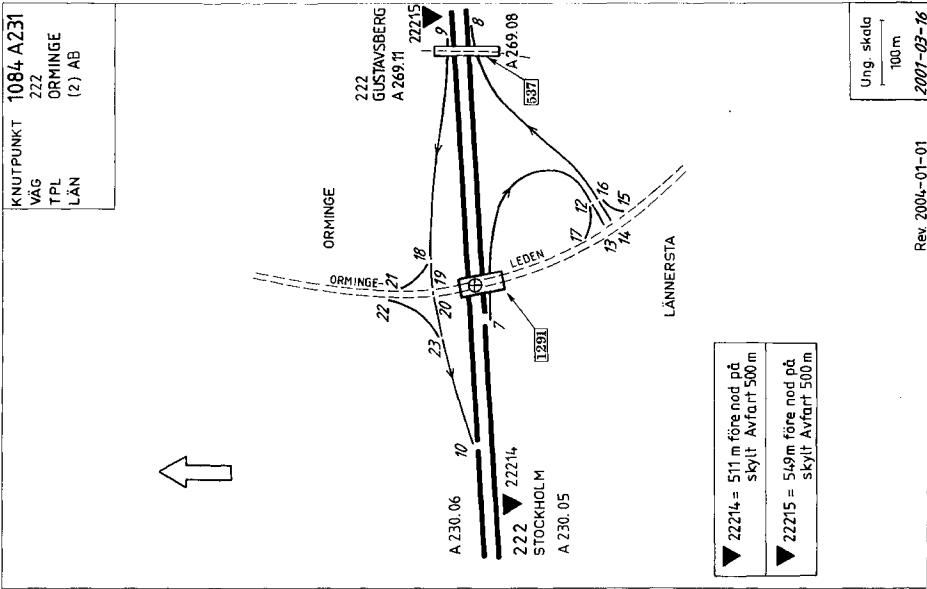 KNUTPUNKT 1084 A231
VÄG 222
TPL ORMINGE
LÄN (2) AB
222
GUSTAVSBERG
A 269.11
22215
9
8
A 269.08
537
ORMINGE
18
21
ORMINGE
22
19
20
23
10
A 230.06
22214
222
STOCKHOLM
A 230.05
7
1291
LEDEN
12
16
17
15
13
14
LÄNNERSTA
22214 = 511 m före nod på
skylt Avfart 500m
22215 = 549m före nod på
skylt Avfart 500m
Ung. skala
100m
Rev. 2004-01-01
2001-03-16